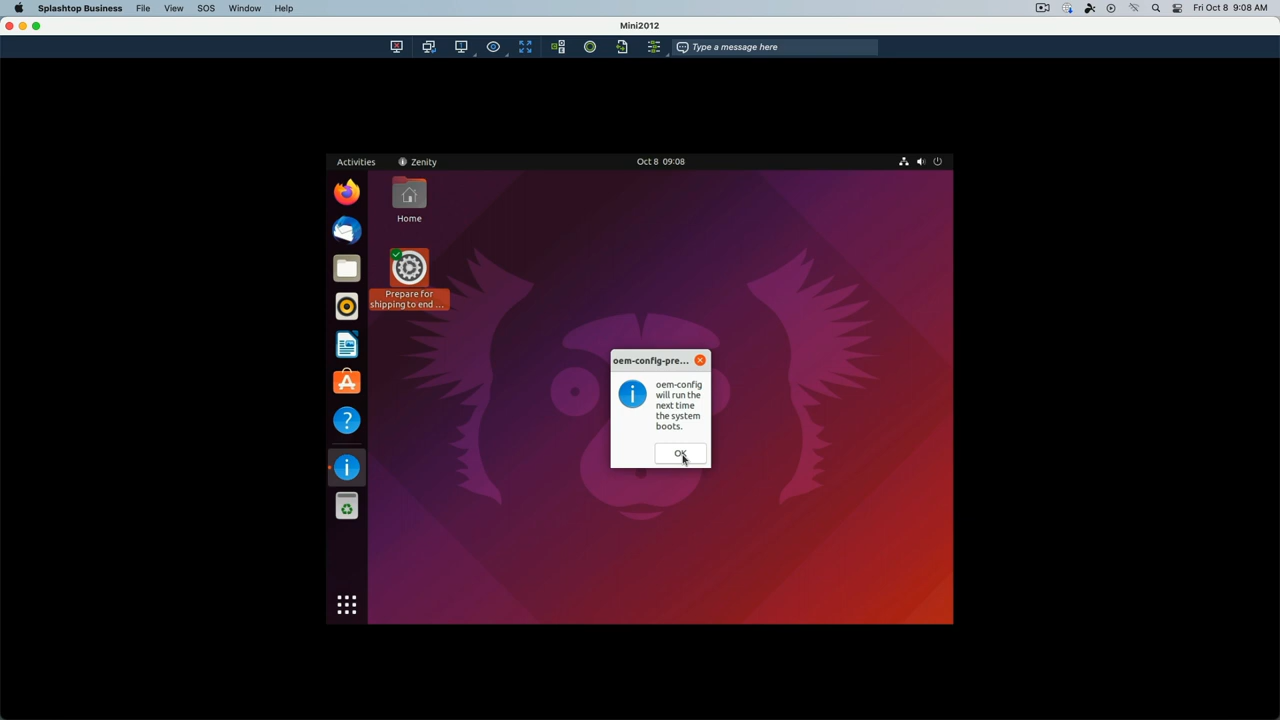 Splashtop Business File View SOS Window Help Fri Oct 8 9:08 AM
Mini2012
Type a message here
Activities Zenity Oct 8 09:08
Home
Prepare for
shipping to end ...
oem-config-pre...
oem-config
will run the
next time
the system
boots.
OK